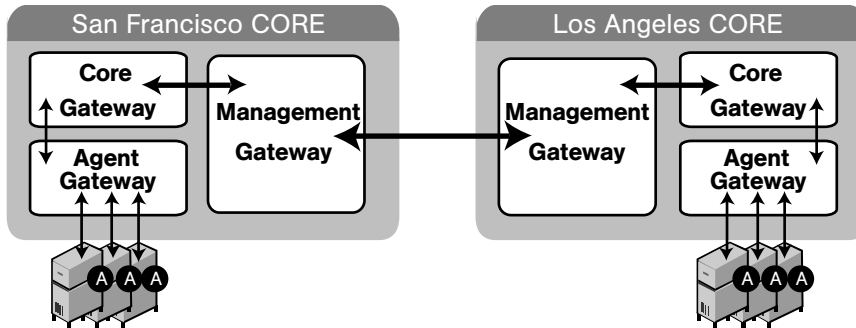 San Francisco CORE
Core
Gateway
Management
Gateway
Agent
Gateway
A A A
Los Angeles CORE
Management
Gateway
Core
Gateway
Agent
Gateway
A A A